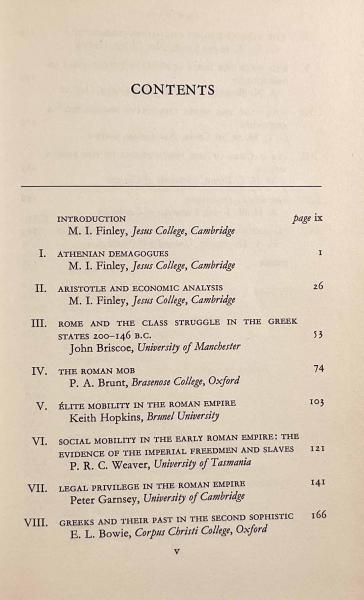 CONTENTS
INTRODUCTION page ix
M. I. Finley, Jesus College, Cambridge
I. ATHENIAN DEMAGOGUES 1
M. I. Finley, Jesus College, Cambridge
II. ARISTOTLE AND ECONOMIC ANALYSIS 26
M. I. Finley, Jesus College, Cambridge
III. ROME AND THE CLASS STRUGGLE IN THE GREEK
STATES 200–146 B.C. 53
John Briscoe, University of Manchester
IV. THE ROMAN MOB 74
P. A. Brunt, Brasenose College, Oxford
V. ÉLITE MOBILITY IN THE ROMAN EMPIRE 103
Keith Hopkins, Brunel University
VI. SOCIAL MOBILITY IN THE EARLY ROMAN EMPIRE: THE
EVIDENCE OF THE IMPERIAL FREEDMEN AND SLAVES 121
P. R. C. Weaver, University of Tasmania
VII. LEGAL PRIVILEGE IN THE ROMAN EMPIRE 141
Peter Garnsey, University of Cambridge
VIII. GREEKS AND THEIR PAST IN THE SECOND SOPHISTIC 166
E. L. Bowie, Corpus Christi College, Oxford
v